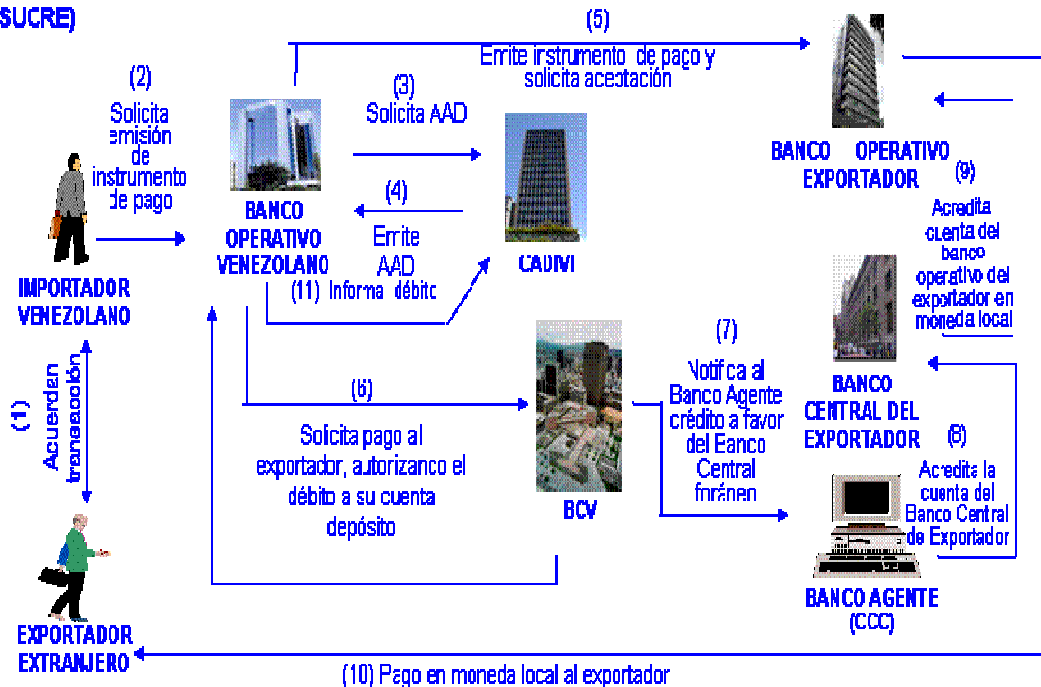 SUCRE)
(5)
Emite instrumento de pago y
solicita aceptación
(2)
Solicita
emisión
de
instrumento
de pago
(3)
Solicita AAD
BANCO OPERATIVO
EXPORTADOR
(9)
Acredita
cuenta del
banco
operativo del
exportador en
moneda local
(4)
Emite
AAD
BANCO
OPERATIVO
VENEZOLANO
CADIVI
(11) Informa débito
IMPORTADOR
VENEZOLANO
(1)
Acuerdan
transacción
(6)
Solicita pago al
exportador, autorizando el
débito a su cuenta
depósito
BCV
(7)
Notifica al
Banco Agente
crédito a favor
del Banco
Central
foráneo
BANCO
CENTRAL DEL
EXPORTADOR
(8)
Acredita la
cuenta del
Banco Central
de Exportador
BANCO AGENTE
(CCC)
EXPORTADOR
EXTRANJERO
(10) Pago en moneda local al exportador